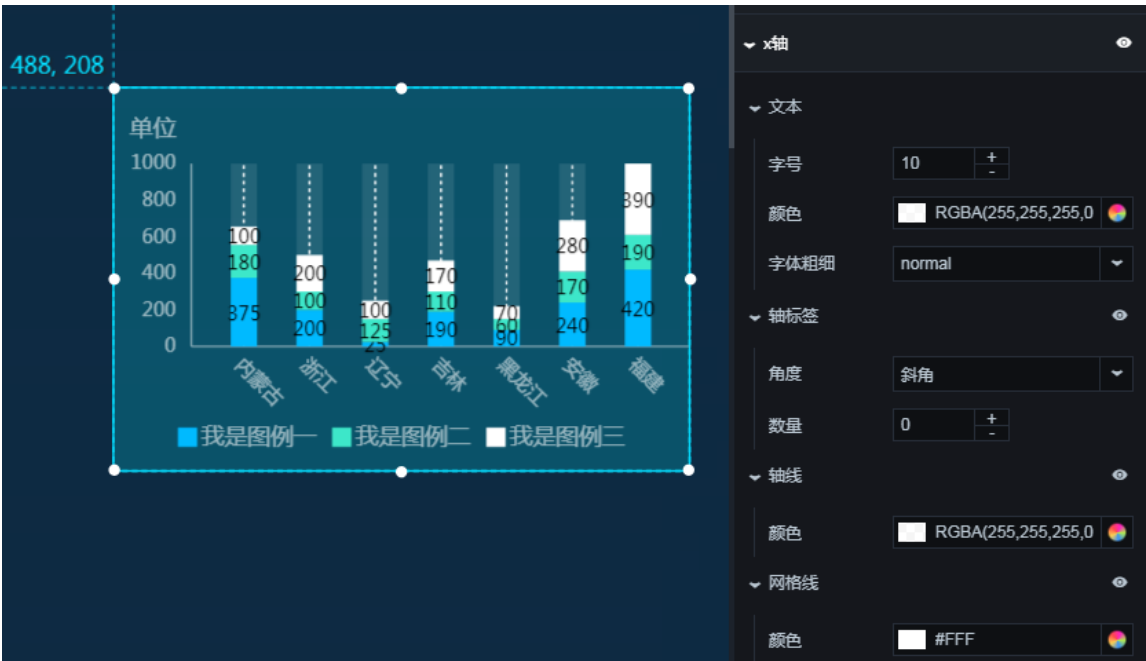 488, 208
单位
1000
800
600
400
200
0
100
180
375
200
100
200
100
125
25
170
110
190
70
60
90
280
170
240
390
190
420
内蒙古
浙江
辽宁
吉林
黑龙江
安徽
福建
我是图例一 我是图例二 我是图例三
x轴
文本
字号 10 + -
颜色 RGBA(255,255,255,0
字体粗细 normal
轴标签
角度 斜角
数量 0 + -
轴线
颜色 RGBA(255,255,255,0
网格线
颜色 #FFF